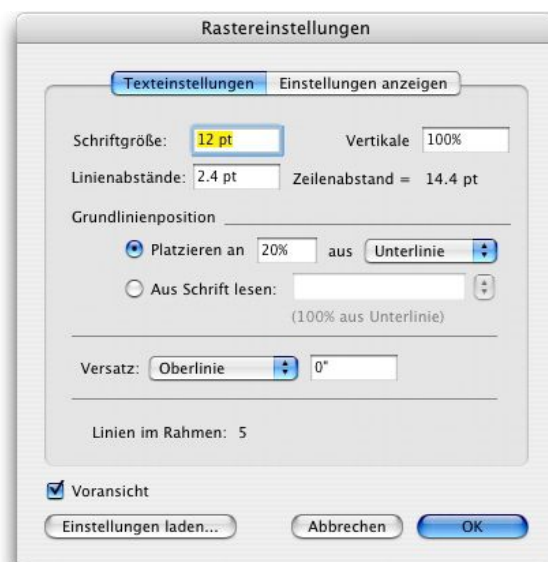 Rastereinstellungen
Texteinstellungen Einstellungen anzeigen
Schriftgröße: 12 pt Vertikale 100%
Linienabstände: 2.4 pt Zeilenabstand = 14.4 pt
Grundlinienposition
Platzieren an 20% aus Unterlinie
Aus Schrift lesen:
(100% aus Unterlinie)
Versatz: Oberlinie 0"
Linien im Rahmen: 5
Voransicht
Einstellungen laden... Abbrechen OK